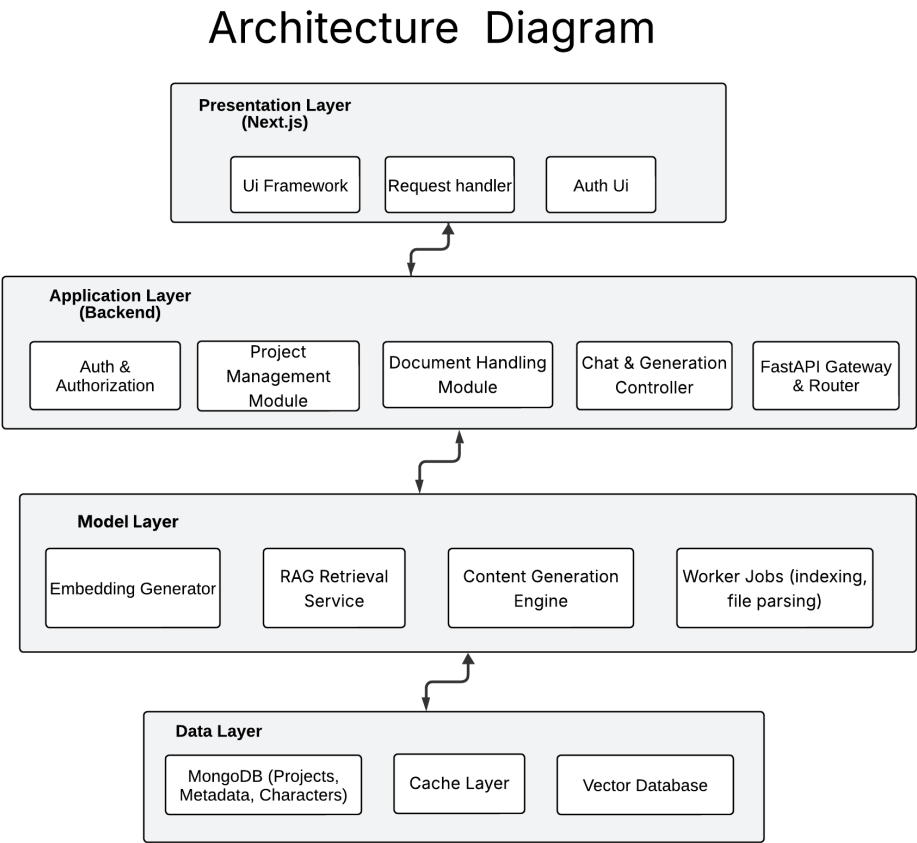 Architecture Diagram
Presentation Layer
(Next.js)
Ui Framework
Request handler
Auth Ui
Application Layer
(Backend)
Auth &
Authorization
Project
Management
Module
Document Handling
Module
Chat & Generation
Controller
FastAPI Gateway
& Router
Model Layer
Embedding Generator
RAG Retrieval
Service
Content Generation
Engine
Worker Jobs (indexing,
file parsing)
Data Layer
MongoDB (Projects,
Metadata, Characters)
Cache Layer
Vector Database